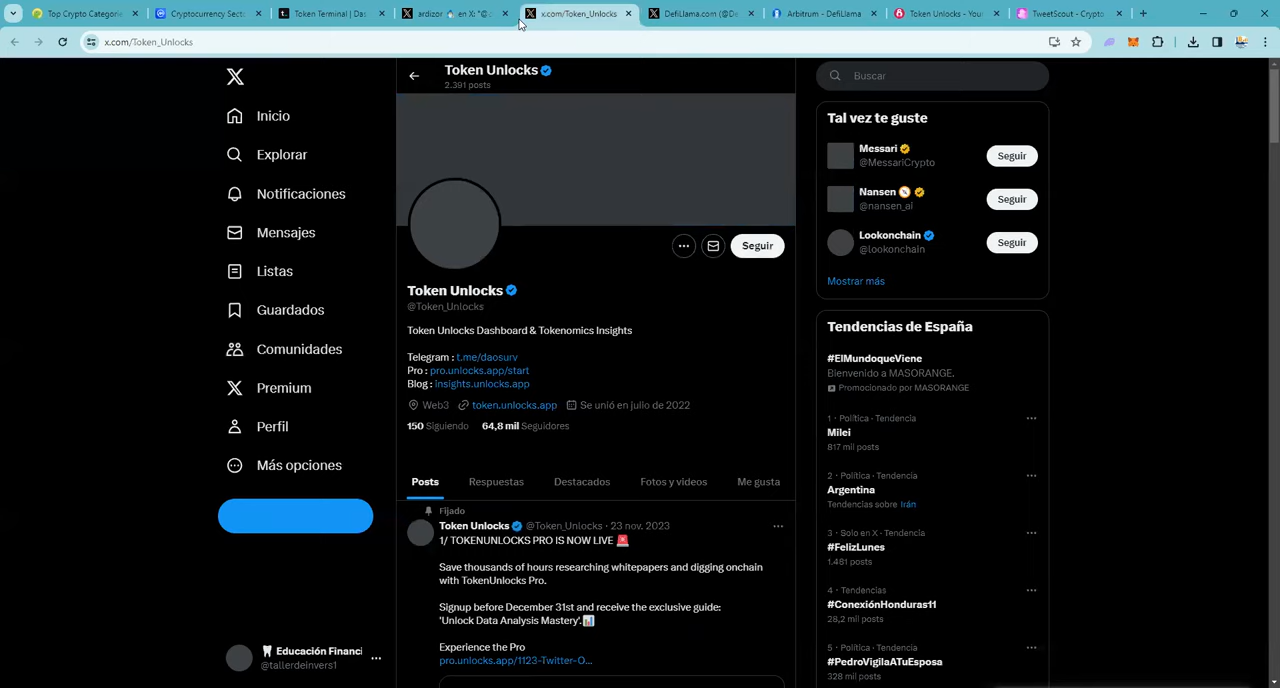 Top Crypto Categorie
Cryptocurrency Sect
Token Terminal | Das
ardizor 🐧 en X: "@
x.com/Token_Unlocks
DefiLlama.com (@De
Arbitrum - DefiLlama
Token Unlocks - Your
TweetScout - Crypto
x.com/Token_Unlocks
Token Unlocks
2.391 posts
Inicio
Explorar
Notificaciones
Mensajes
Listas
Guardados
Comunidades
Premium
Perfil
Más opciones
Educación Financi
@tallerdeinvers1
Seguir
Token Unlocks
@Token_Unlocks
Token Unlocks Dashboard & Tokenomics Insights
Telegram : t.me/daosurv
Pro : pro.unlocks.app/start
Blog : insights.unlocks.app
Web3 token.unlocks.app Se unió en julio de 2022
150 Siguiendo 64,8 mil Seguidores
Posts Respuestas Destacados Fotos y vídeos Me gusta
Fijado
Token Unlocks @Token_Unlocks · 23 nov. 2023
1/ TOKENUNLOCKS PRO IS NOW LIVE 🚨
Save thousands of hours researching whitepapers and digging onchain
with TokenUnlocks Pro.
Signup before December 31st and receive the exclusive guide:
'Unlock Data Analysis Mastery'.📊
Experience the Pro
pro.unlocks.app/1123-Twitter-O...
Buscar
Tal vez te guste
Messari
@MessariCrypto
Seguir
Nansen 🧭
@nansen_ai
Seguir
Lookonchain
@lookonchain
Seguir
Mostrar más
Tendencias de España
#ElMundoqueViene
Bienvenido a MASORANGE.
Promocionado por MASORANGE
1 · Política · Tendencia
Milei
817 mil posts
2 · Política · Tendencia
Argentina
Tendencias sobre Irán
3 · Solo en X · Tendencia
#FelizLunes
1.481 posts
4 · Tendencias
#ConexiónHonduras11
28,2 mil posts
5 · Política · Tendencia
#PedroVigilaATuEsposa
328 mil posts